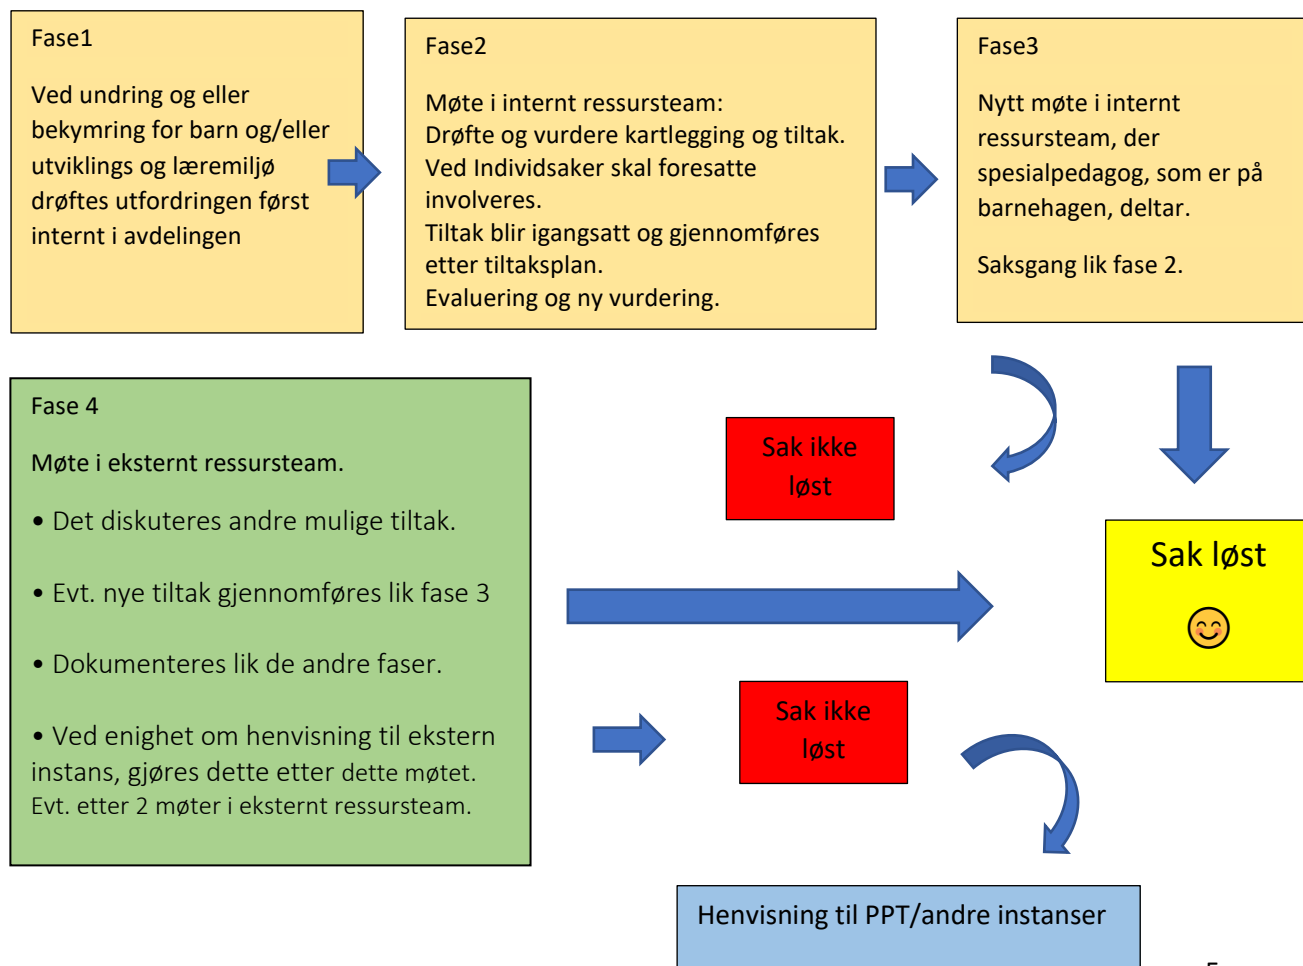 Fase1
Ved undring og eller
bekymring for barn og/eller
utviklings og læremiljø
drøftes utfordringen først
internt i avdelingen
Fase2
Møte i internt ressursteam:
Drøfte og vurdere kartlegging og tiltak.
Ved Individsaker skal foresatte
involveres.
Tiltak blir igangsatt og gjennomføres
etter tiltaksplan.
Evaluering og ny vurdering.
Fase3
Nytt møte i internt
ressursteam, der
spesialpedagog, som er på
barnehagen, deltar.
Saksgang lik fase 2.
Fase 4
Møte i eksternt ressursteam.
• Det diskuteres andre mulige tiltak.
• Evt. nye tiltak gjennomføres lik fase 3
• Dokumenteres lik de andre faser.
• Ved enighet om henvisning til ekstern
instans, gjøres dette etter dette møtet.
Evt. etter 2 møter i eksternt ressursteam.
Sak ikke
løst
Sak løst
Sak ikke
løst
Henvisning til PPT/andre instanser